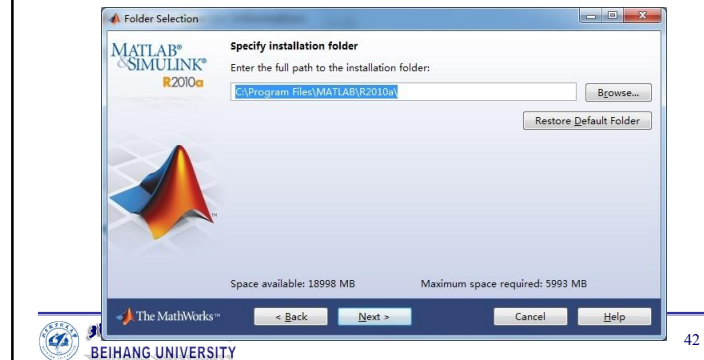 Folder Selection
MATLAB®
&SIMULINK®
R2010a
Specify installation folder
Enter the full path to the installation folder:
C:\Program Files\MATLAB\R2010a\
Browse...
Restore Default Folder
TM
Space available: 18998 MB
Maximum space required: 5993 MB
The MathWorks™
< Back
Next >
Cancel
Help
BEIHANG UNIVERSITY
42